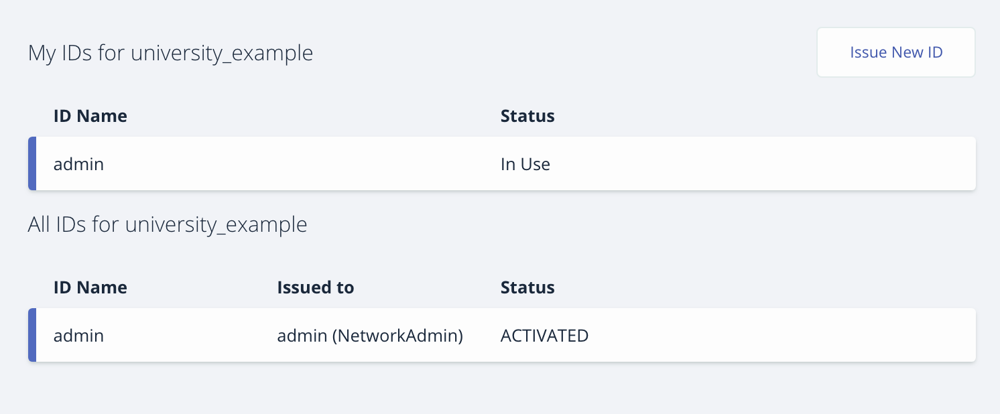 My IDs for university_example
Issue New ID
ID Name Status
admin In Use
All IDs for university_example
ID Name Issued to Status
admin admin (NetworkAdmin) ACTIVATED